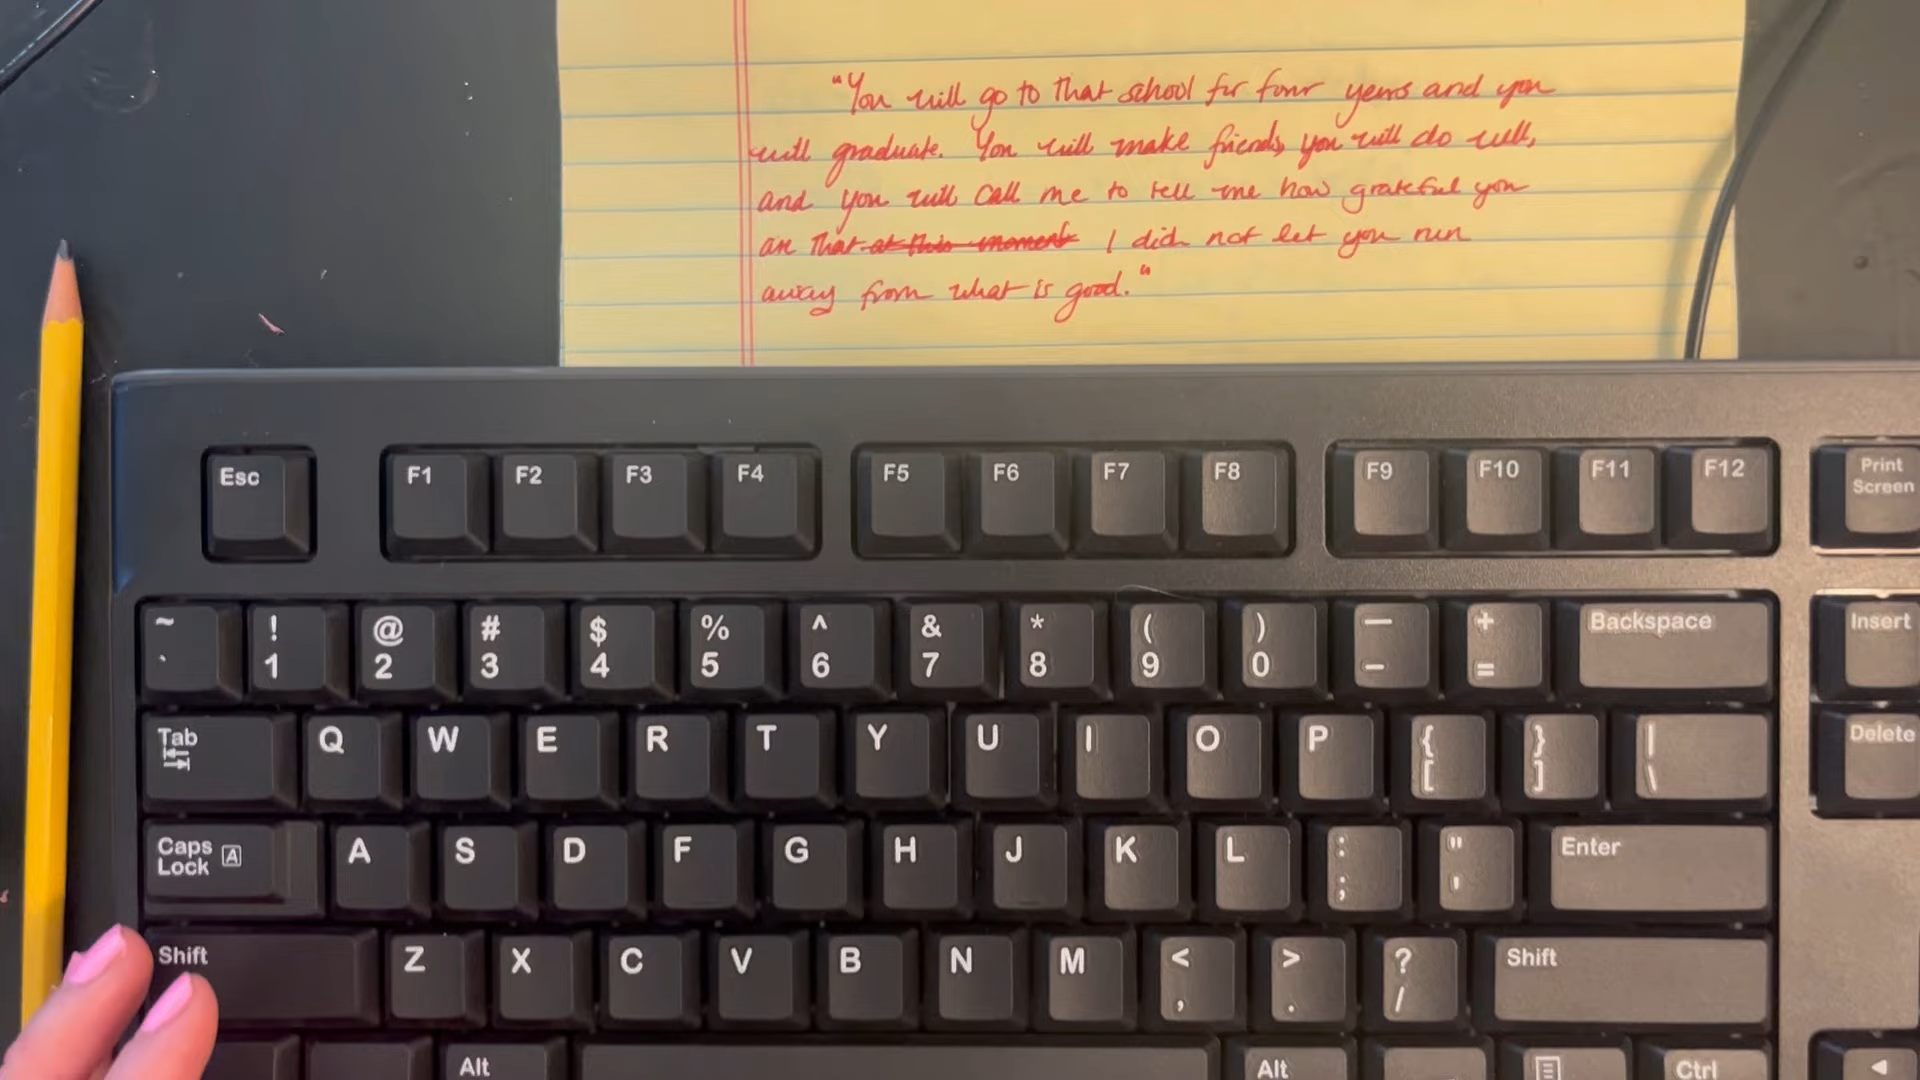 "You will go to that school for four years and you
will graduate. You will make friends, you will do well,
and you will call me to tell me how grateful you
are that at this moment I did not let you run
away from what is good."
Esc F1 F2 F3 F4 F5 F6 F7 F8 F9 F10 F11 F12 Print Screen
~ ` ! 1 @ 2 # 3 $ 4 % 5 ^ 6 & 7 * 8 ( 9 ) 0 — - + = Backspace Insert
Tab Q W E R T Y U I O P { [ } ] | \ Delete
Caps Lock A A S D F G H J K L : ; " ' Enter
Shift Z X C V B N M < , > . ? / Shift
Alt Alt Ctrl